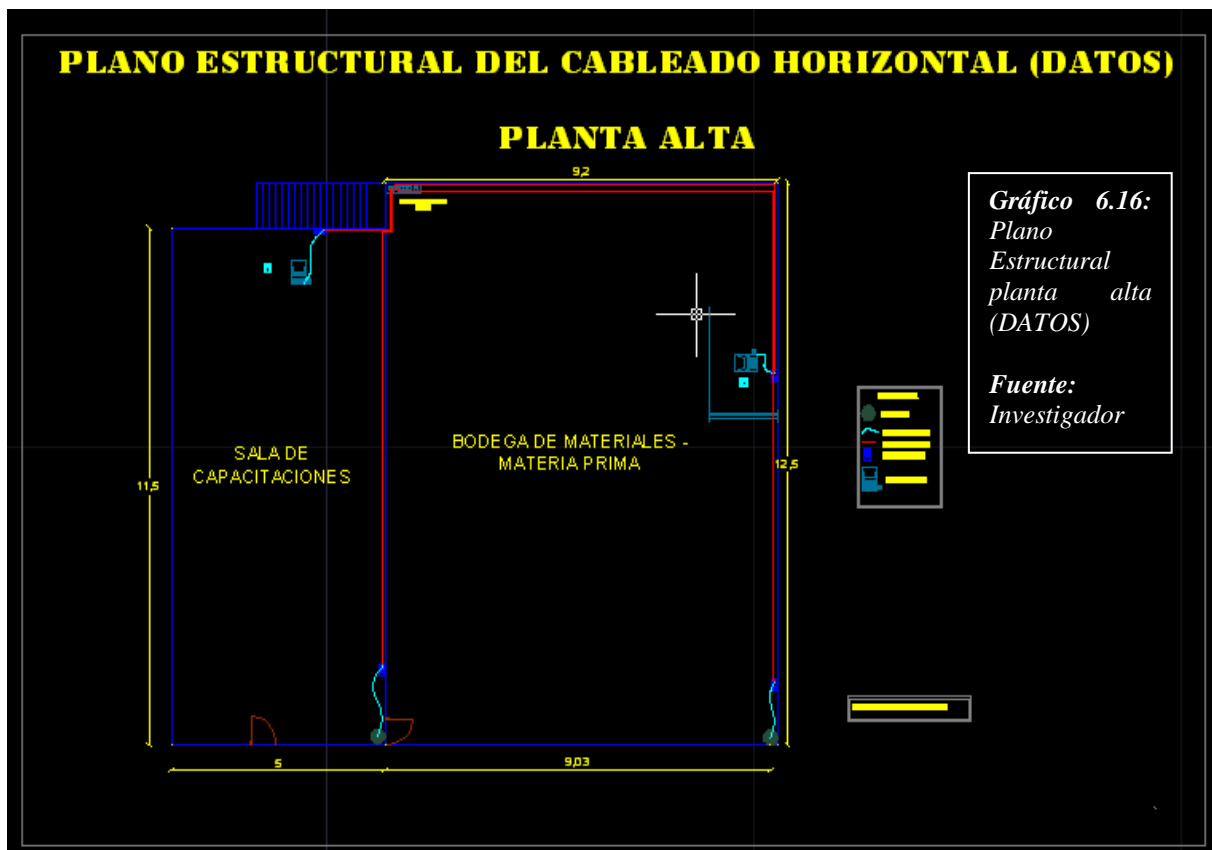 PLANO ESTRUCTURAL DEL CABLEADO HORIZONTAL (DATOS)
PLANTA ALTA
9,2
Gráfico 6.16:
Plano
Estructural
planta alta
(DATOS)
Fuente:
Investigador
SALA DE
CAPACITACIONES
BODEGA DE MATERIALES -
MATERIA PRIMA
11,5
12,5
5
9,03